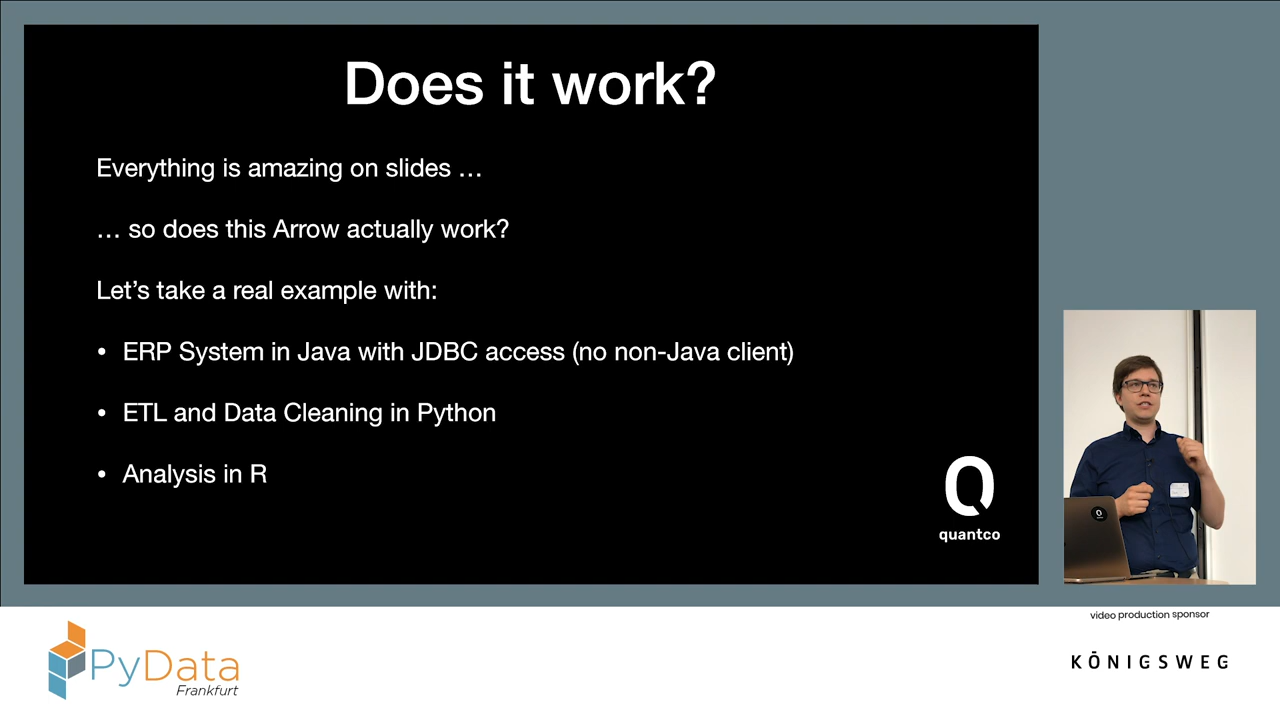 Does it work?
Everything is amazing on slides …
… so does this Arrow actually work?
Let’s take a real example with:
• ERP System in Java with JDBC access (no non-Java client)
• ETL and Data Cleaning in Python
• Analysis in R
quantco
video production sponsor
PyData
Frankfurt
KÖNIGSWEG